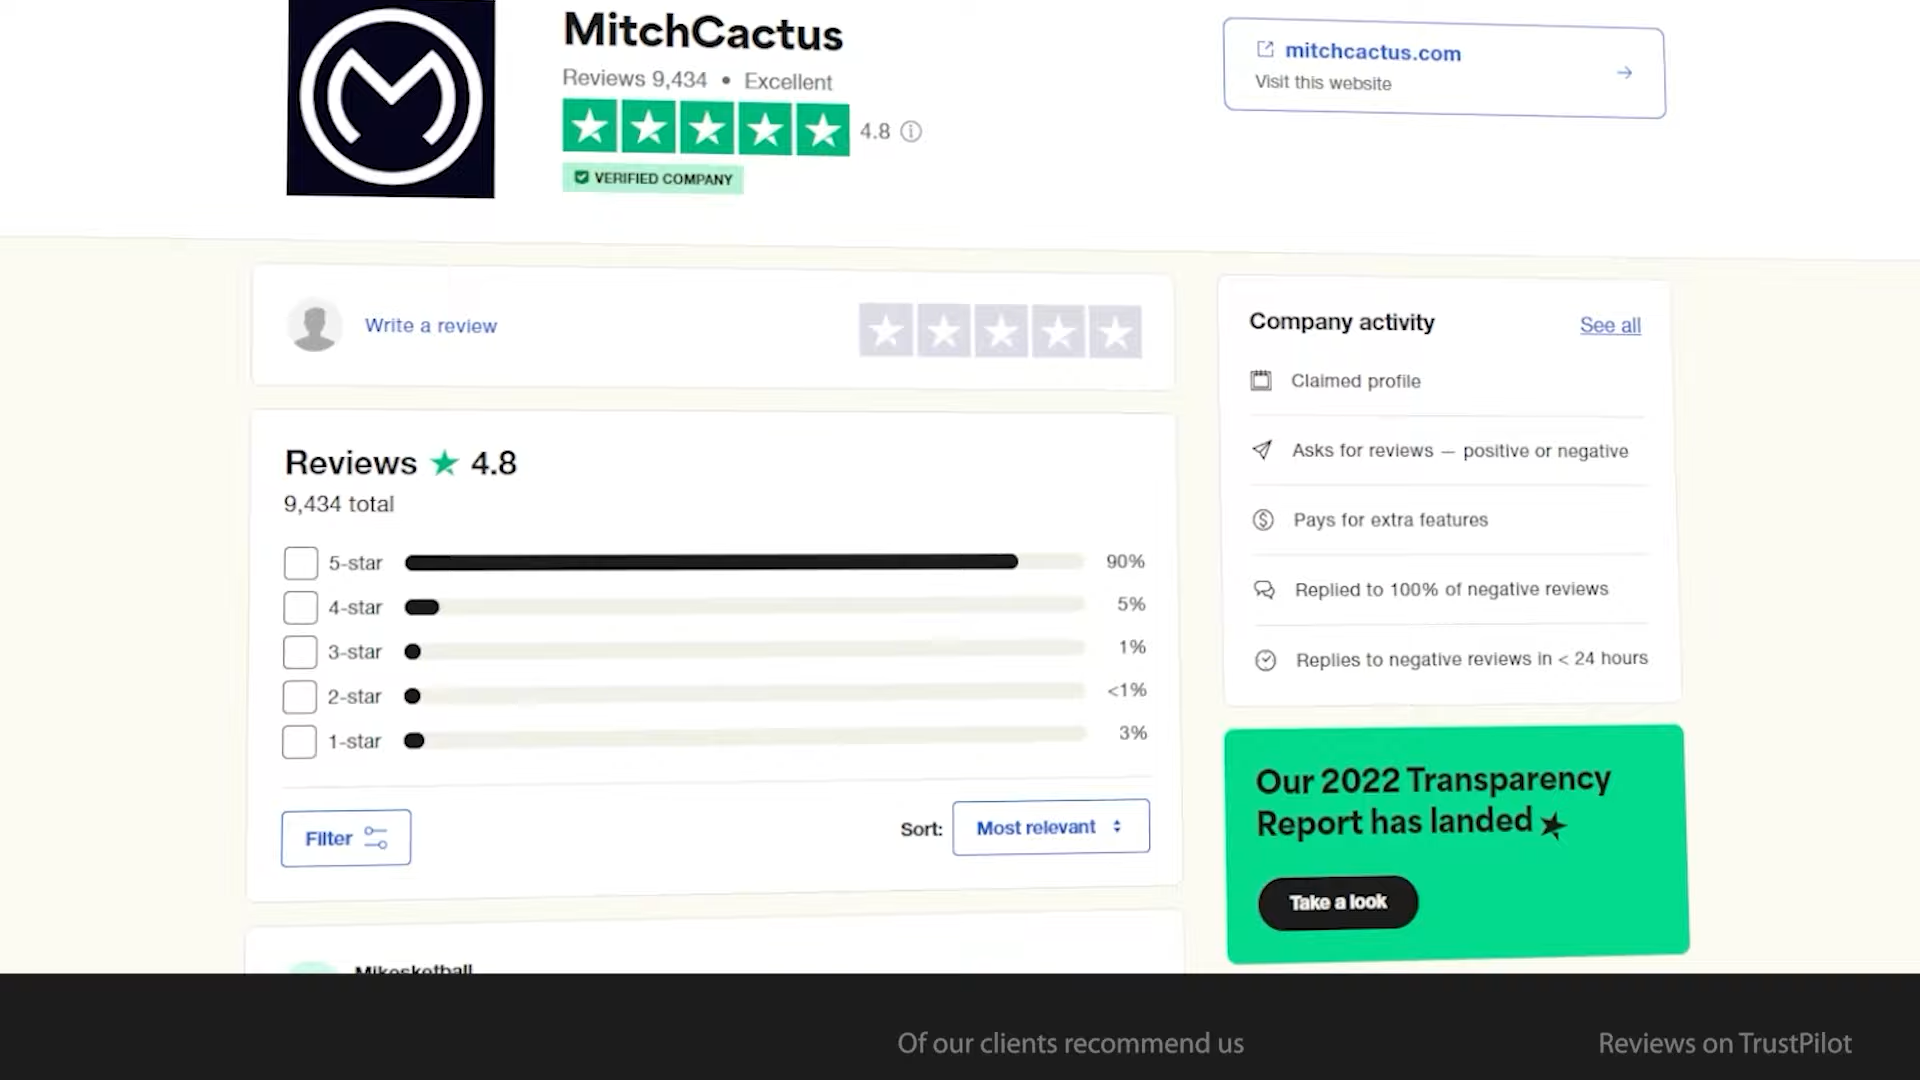 MitchCactus
Reviews 9,434 • Excellent
4.8
VERIFIED COMPANY
mitchcactus.com
Visit this website
Write a review
Company activity
See all
Claimed profile
Asks for reviews — positive or negative
Pays for extra features
Replied to 100% of negative reviews
Replies to negative reviews in < 24 hours
Reviews ★ 4.8
9,434 total
5-star 90%
4-star 5%
3-star 1%
2-star <1%
1-star 3%
Filter
Sort: Most relevant
Our 2022 Transparency
Report has landed
Take a look
Mikesketball
Of our clients recommend us
Reviews on TrustPilot